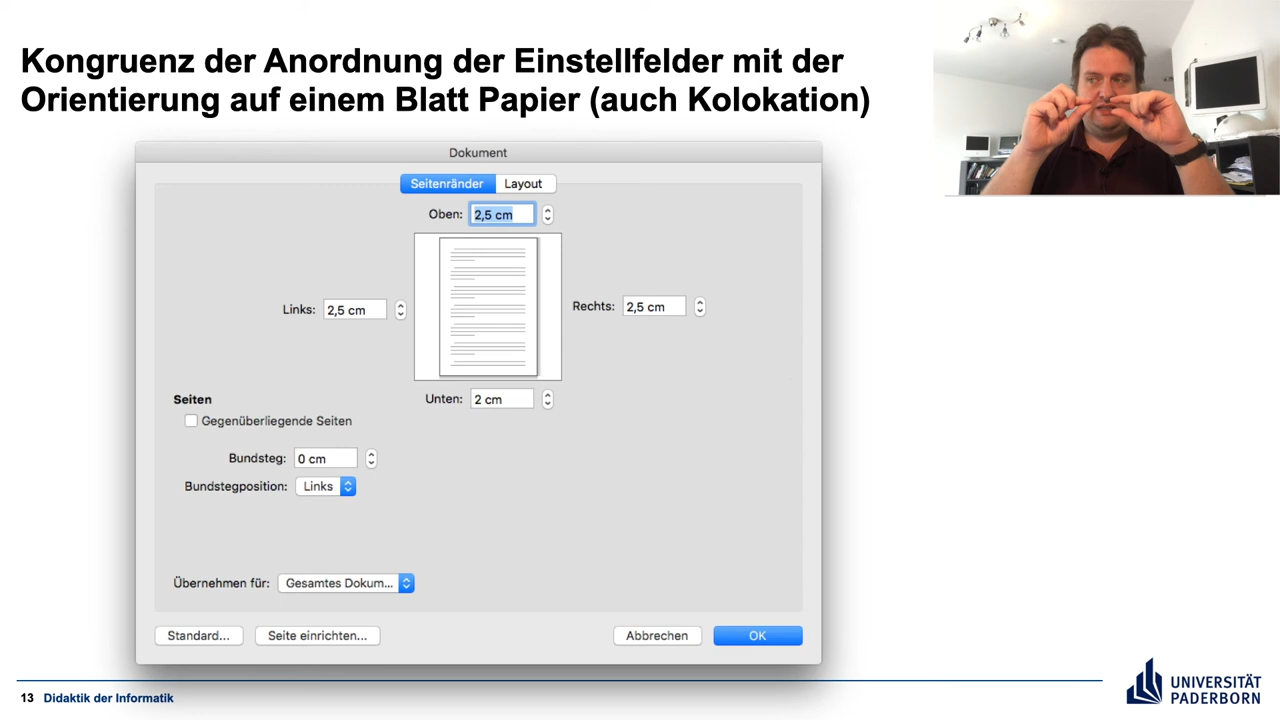 Kongruenz der Anordnung der Einstellfelder mit der
Orientierung auf einem Blatt Papier (auch Kolokation)
Dokument
Seitenränder Layout
Oben: 2,5 cm
Links: 2,5 cm
Rechts: 2,5 cm
Unten: 2 cm
Seiten
Gegenüberliegende Seiten
Bundsteg: 0 cm
Bundstegposition: Links
Übernehmen für: Gesamtes Dokum...
Standard... Seite einrichten... Abbrechen OK
13 Didaktik der Informatik
UNIVERSITÄT
PADERBORN